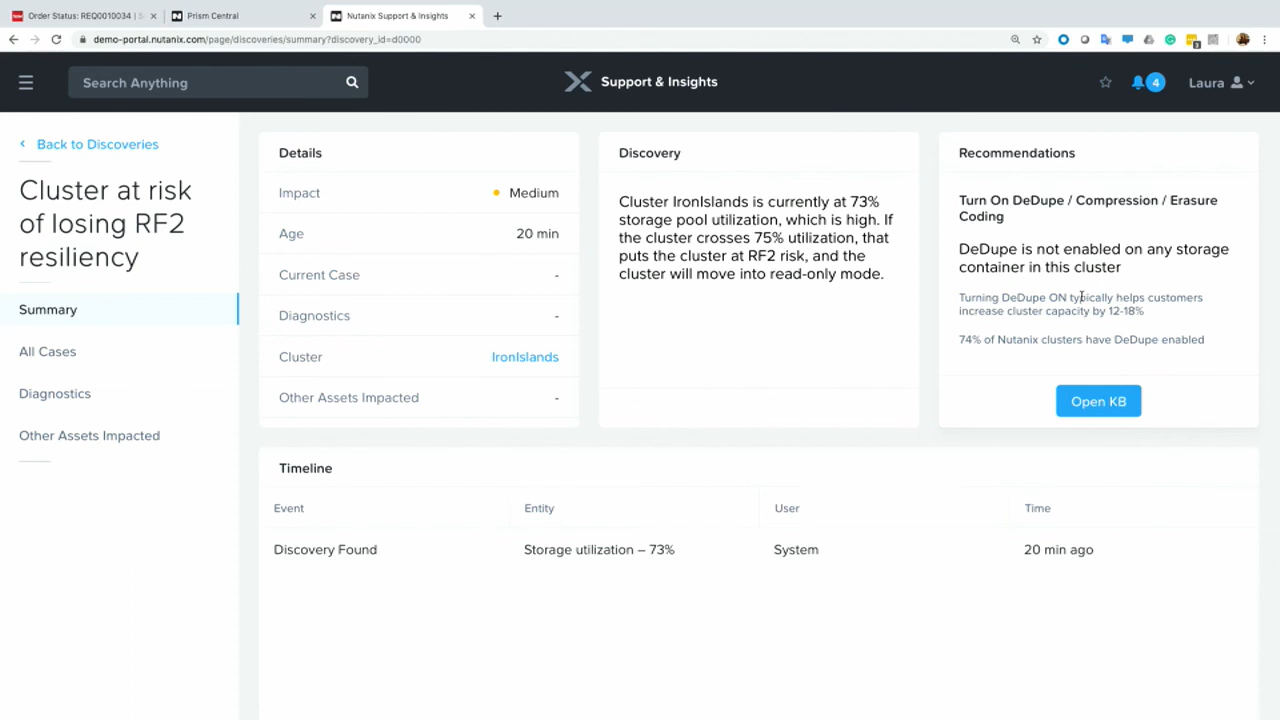 Order Status: REQ0010034 | S
Prism Central
Nutanix Support & Insights
demo-portal.nutanix.com/page/discoveries/summary?discovery_id=d0000
3
Search Anything
Support & Insights
4
Laura
Back to Discoveries
Cluster at risk
of losing RF2
resiliency
Summary
All Cases
Diagnostics
Other Assets Impacted
Details
Impact
Medium
Age
20 min
Current Case
-
Diagnostics
-
Cluster
IronIslands
Other Assets Impacted
-
Discovery
Cluster IronIslands is currently at 73%
storage pool utilization, which is high. If
the cluster crosses 75% utilization, that
puts the cluster at RF2 risk, and the
cluster will move into read-only mode.
Recommendations
Turn On DeDupe / Compression / Erasure
Coding
DeDupe is not enabled on any storage
container in this cluster
Turning DeDupe ON typically helps customers
increase cluster capacity by 12-18%
74% of Nutanix clusters have DeDupe enabled
Open KB
Timeline
Event
Entity
User
Time
Discovery Found
Storage utilization – 73%
System
20 min ago